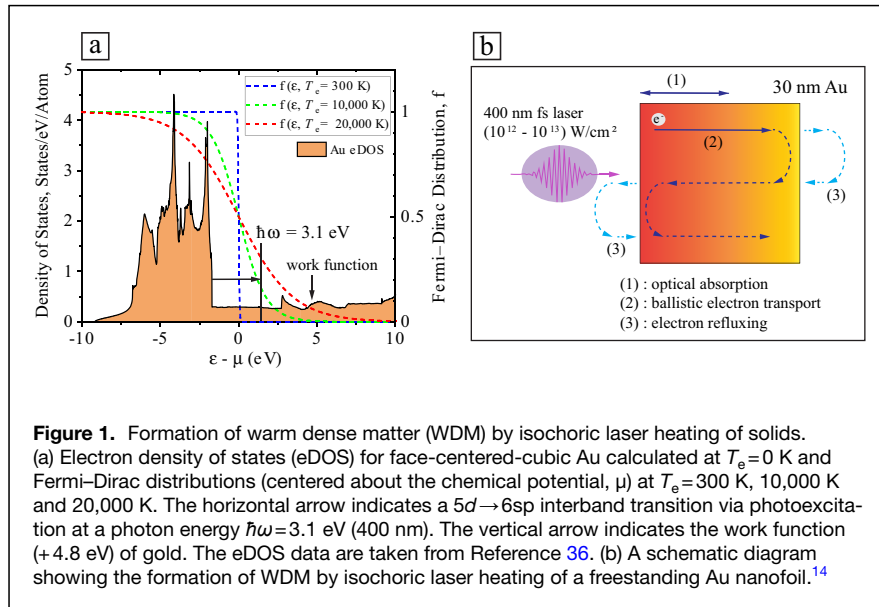 a
5
4
3
2
1
0
Density of States, States/eV/Atom
-10
-5
0
5
10
ε - μ (eV)
1
0.5
0
Fermi–Dirac Distribution, f
f (ε, Te = 300 K)
f (ε, Te = 10,000 K)
f (ε, Te = 20,000 K)
Au eDOS
ħω = 3.1 eV
work function
b
(1)
30 nm Au
400 nm fs laser
(10¹² - 10¹³) W/cm²
e⁻
(2)
(3)
(3)
(1) : optical absorption
(2) : ballistic electron transport
(3) : electron refluxing
Figure 1. Formation of warm dense matter (WDM) by isochoric laser heating of solids.
(a) Electron density of states (eDOS) for face-centered-cubic Au calculated at Te = 0 K and
Fermi–Dirac distributions (centered about the chemical potential, μ) at Te = 300 K, 10,000 K
and 20,000 K. The horizontal arrow indicates a 5d→6sp interband transition via photoexcita-
tion at a photon energy ħω = 3.1 eV (400 nm). The vertical arrow indicates the work function
(+ 4.8 eV) of gold. The eDOS data are taken from Reference 36. (b) A schematic diagram
showing the formation of WDM by isochoric laser heating of a freestanding Au nanofoil.¹⁴